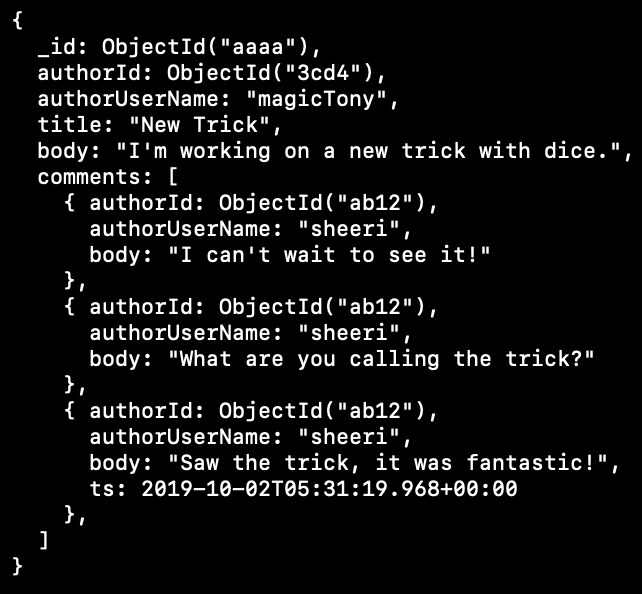 {
  _id: ObjectId("aaaa"),
  authorId: ObjectId("3cd4"),
  authorUserName: "magicTony",
  title: "New Trick",
  body: "I'm working on a new trick with dice.",
  comments: [
    { authorId: ObjectId("ab12"),
      authorUserName: "sheeri",
      body: "I can't wait to see it!"
    },
    { authorId: ObjectId("ab12"),
      authorUserName: "sheeri",
      body: "What are you calling the trick?"
    },
    { authorId: ObjectId("ab12"),
      authorUserName: "sheeri",
      body: "Saw the trick, it was fantastic!",
      ts: 2019-10-02T05:31:19.968+00:00
    },
  ]
}